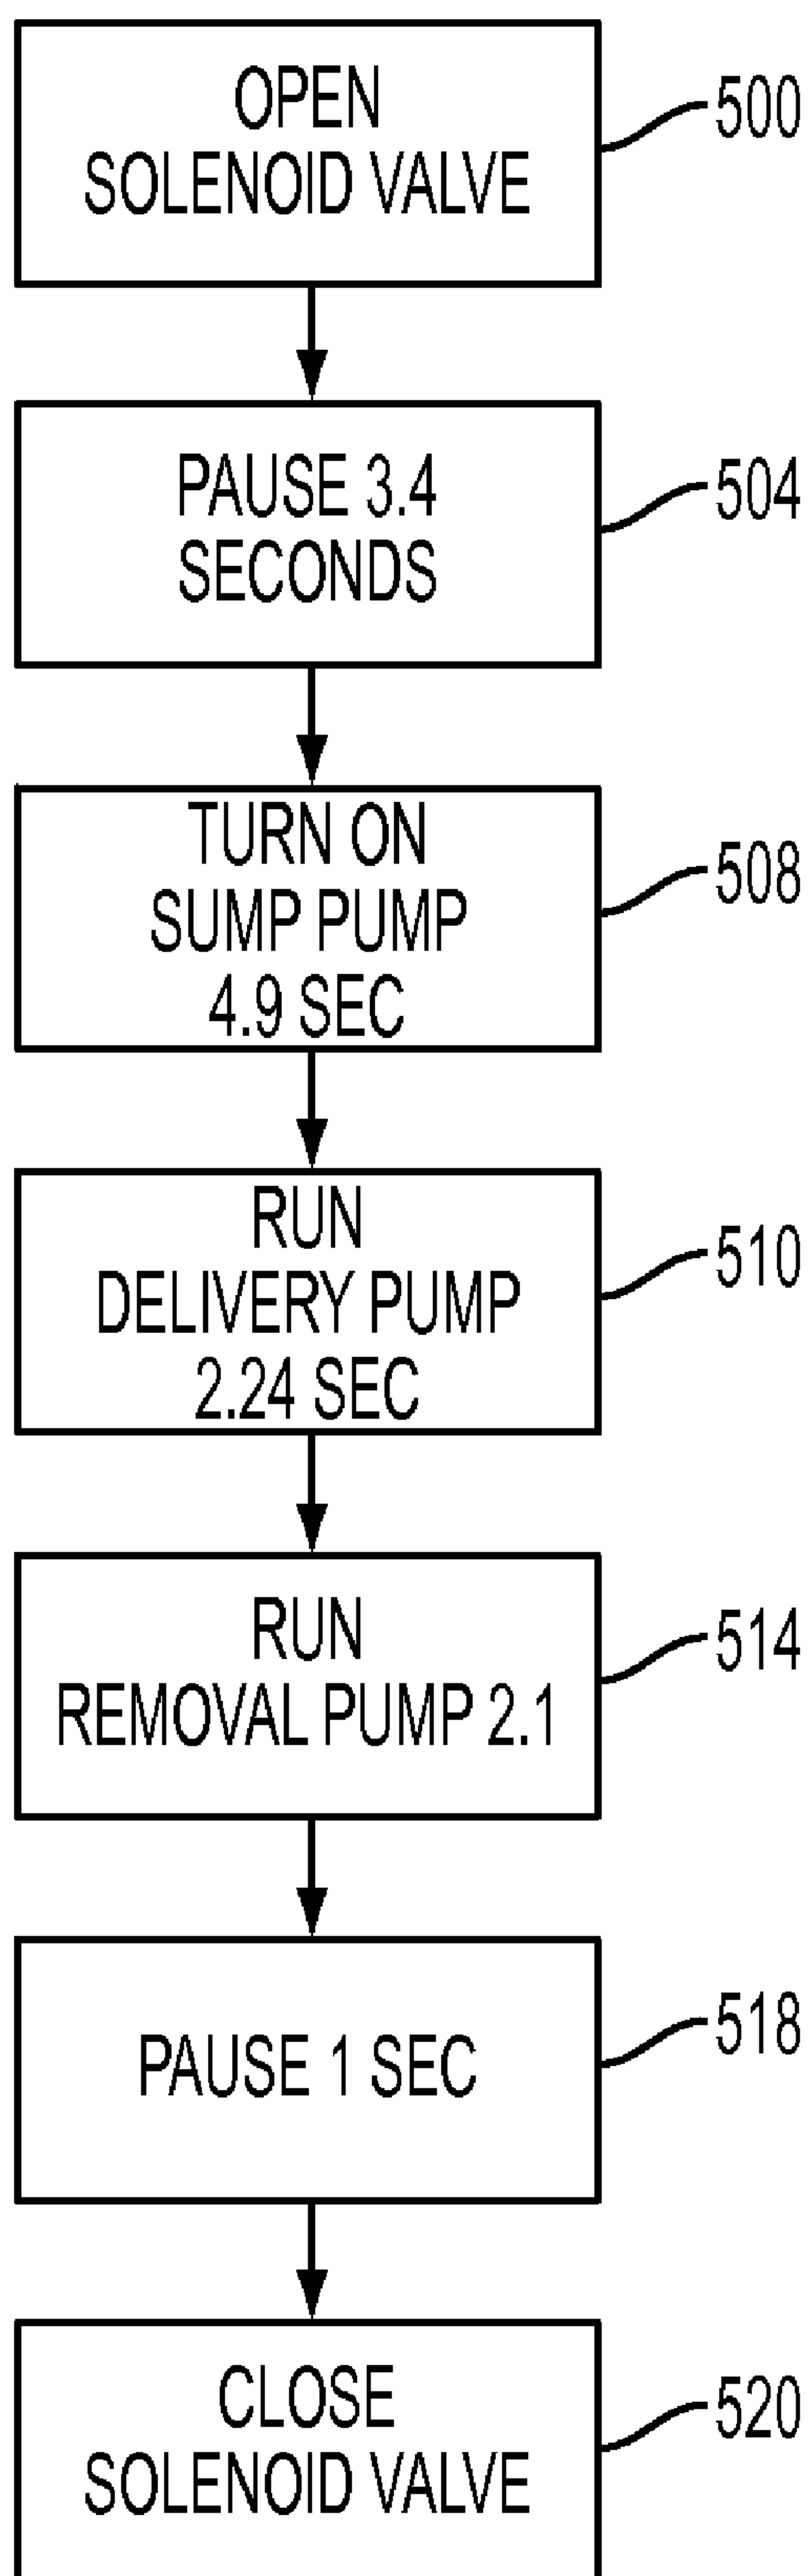 OPEN
SOLENOID VALVE
500
PAUSE 3.4
SECONDS
504
TURN ON
SUMP PUMP
4.9 SEC
508
RUN
DELIVERY PUMP
2.24 SEC
510
RUN
REMOVAL PUMP 2.1
514
PAUSE 1 SEC
518
CLOSE
SOLENOID VALVE
520